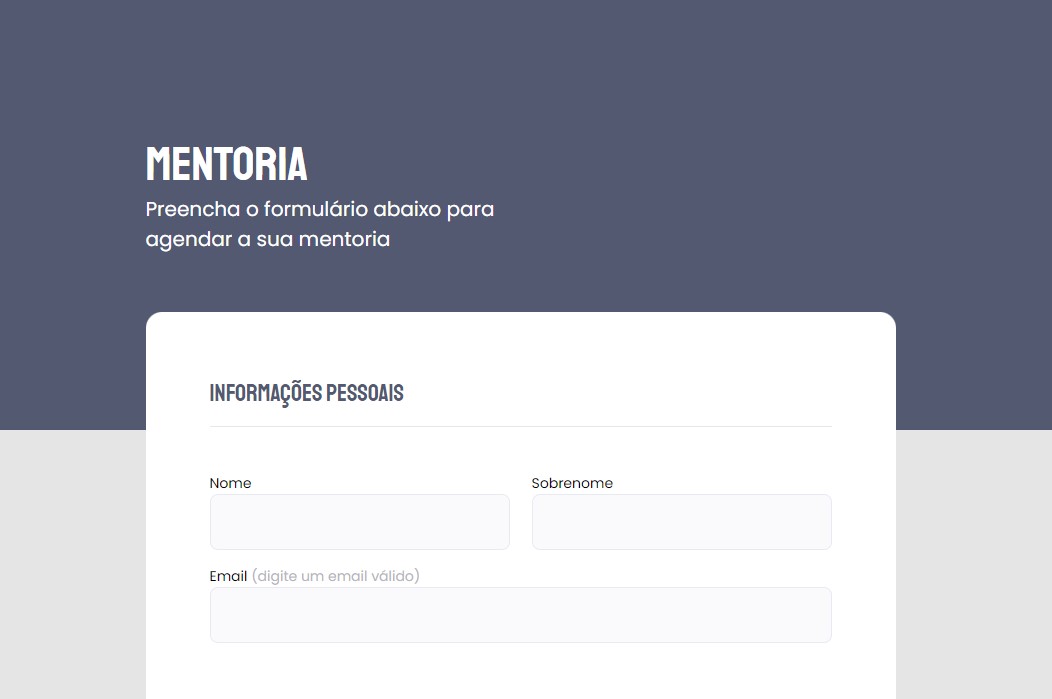 MENTORIA
Preencha o formulário abaixo para
agendar a sua mentoria
INFORMAÇÕES PESSOAIS
Nome
Sobrenome
Email (digite um email válido)